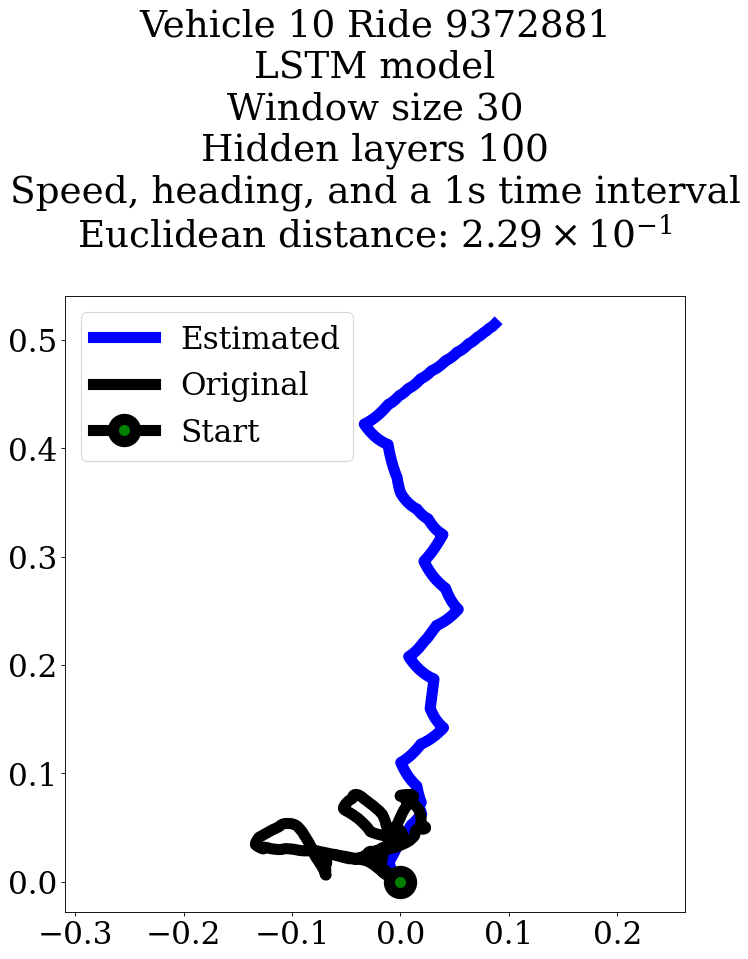 Vehicle 10 Ride 9372881
LSTM model
Window size 30
Hidden layers 100
Speed, heading, and a 1s time interval
Euclidean distance: 2.29 × 10⁻¹
Estimated
Original
Start
0.5
0.4
0.3
0.2
0.1
0.0
−0.3 −0.2 −0.1 0.0 0.1 0.2